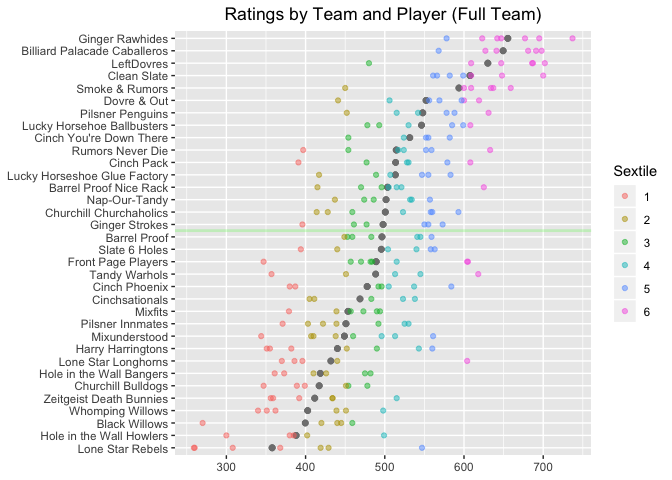 Ratings by Team and Player (Full Team)
Ginger Rawhides
Billiard Palacade Caballeros
LeftDovres
Clean Slate
Smoke & Rumors
Dovre & Out
Pilsner Penguins
Lucky Horsehoe Ballbusters
Cinch You're Down There
Rumors Never Die
Cinch Pack
Lucky Horseshoe Glue Factory
Barrel Proof Nice Rack
Nap-Our-Tandy
Churchill Churchaholics
Ginger Strokes
Barrel Proof
Slate 6 Holes
Front Page Players
Tandy Warhols
Cinch Phoenix
Cinchsationals
Mixfits
Pilsner Innmates
Mixunderstood
Harry Harringtons
Lone Star Longhorns
Hole in the Wall Bangers
Churchill Bulldogs
Zeitgeist Death Bunnies
Whomping Willows
Black Willows
Hole in the Wall Howlers
Lone Star Rebels
300 400 500 600 700
Sextile
1
2
3
4
5
6